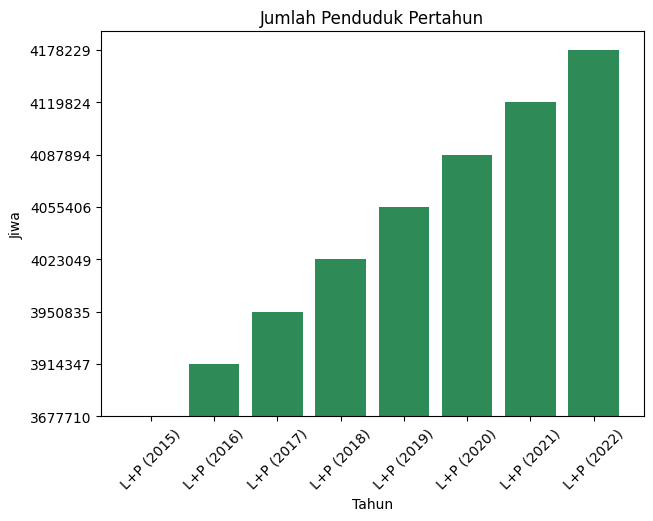 Jumlah Penduduk Pertahun
Jiwa
4178229
4119824
4087894
4055406
4023049
3950835
3914347
3677710
L+P (2015)
L+P (2016)
L+P (2017)
L+P (2018)
L+P (2019)
L+P (2020)
L+P (2021)
L+P (2022)
Tahun